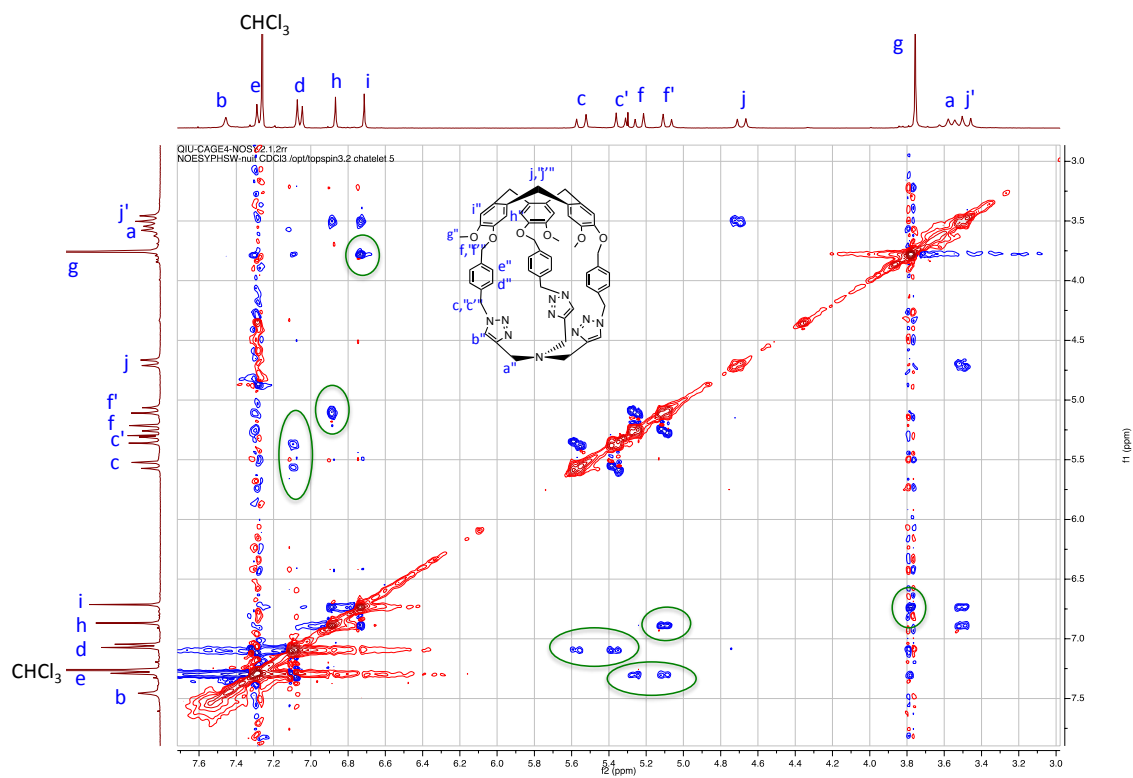 CHCl3
g
b
e
d
h
i
c
c'
f
f'
j
a
j'
QIU-CAGE4-NOSY 2.1.2rr
NOESYPHSW-nuit CDCl3 /opt/topspin3.2 chatelet 5
j'
a
g
j
f'
f
c'
c
i
h
d
CHCl3
e
b
j,"j'"
i"
h"
g"
O
O
O
O
O
O
f,"f'"
e"
d"
c,"c'"
N
N
N
N
N
N
N
N
N
b"
a"
N
3.0
3.5
4.0
4.5
5.0
5.5
6.0
6.5
7.0
7.5
f1 (ppm)
7.6 7.4 7.2 7.0 6.8 6.6 6.4 6.2 6.0 5.8 5.6 5.4 5.2 5.0 4.8 4.6 4.4 4.2 4.0 3.8 3.6 3.4 3.2 3.0
f2 (ppm)